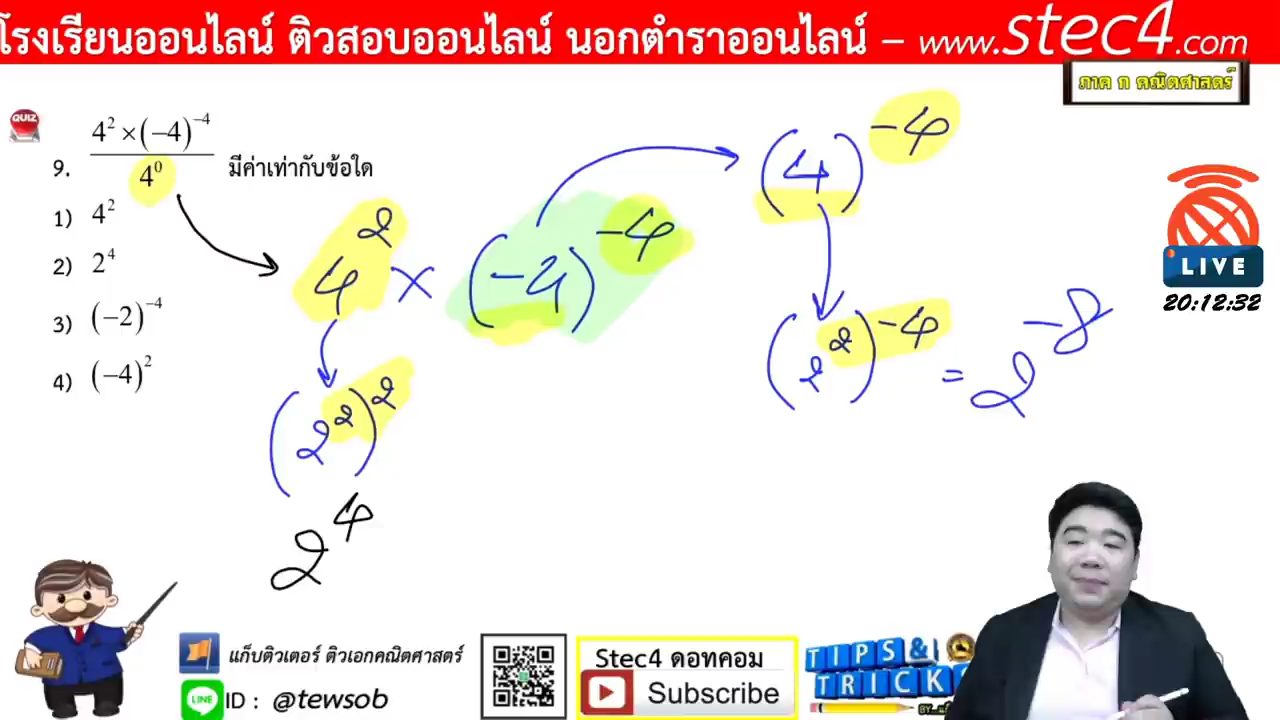 โรงเรียนออนไลน์ ติวสอบออนไลน์ นอกตำราออนไลน์ – www.stec4.com
ภาค ก คณิตศาสตร์
QUIZ
9. 4² × (−4)⁻⁴ / 4⁰ มีค่าเท่ากับข้อใด
1) 4²
2) 2⁴
3) (−2)⁻⁴
4) (−4)²
4² × (−4)⁻⁴
(4)⁻⁴
(2²)⁻⁴ = 2⁻⁸
(2²)²
2⁴
LIVE
20:12:32
แก็บติวเตอร์ ติวเอกคณิตศาสตร์
LINE ID : @tewsob
Stec4 ดอทคอม
Subscribe
TIPS &
TRICKS